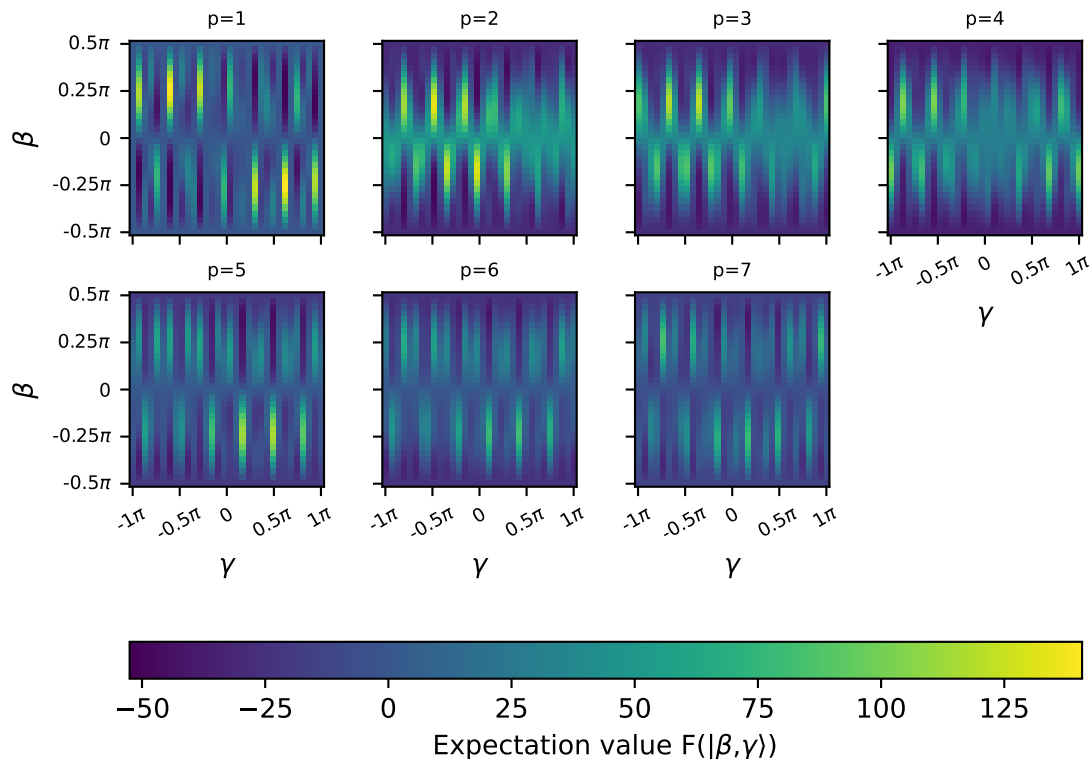 p=1 p=2 p=3 p=4
0.5π
0.25π
0
-0.25π
-0.5π
β
-1π -0.5π 0 0.5π 1π
γ
p=5 p=6 p=7
0.5π
0.25π
0
-0.25π
-0.5π
β
-1π -0.5π 0 0.5π 1π -1π -0.5π 0 0.5π 1π -1π -0.5π 0 0.5π 1π
γ γ γ
−50 −25 0 25 50 75 100 125
Expectation value F(|β,γ⟩)